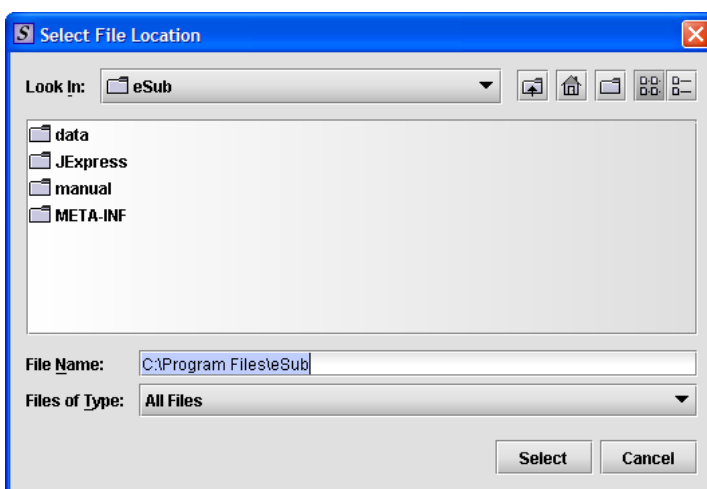 S Select File Location
Look In: eSub
data
JExpress
manual
META-INF
File Name: C:\Program Files\eSub
Files of Type: All Files
Select Cancel